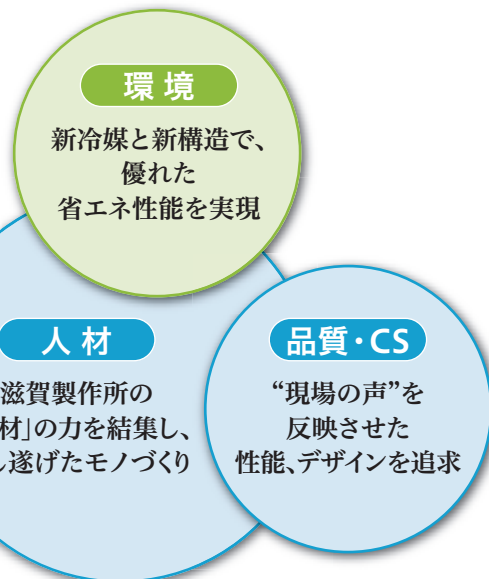 環 境
新冷媒と新構造で、
優れた
省エネ性能を実現
人 材
滋賀製作所の
材」の力を結集し、
し遂げたモノづくり
品質・CS
“現場の声”を
反映させた
性能、デザインを追求